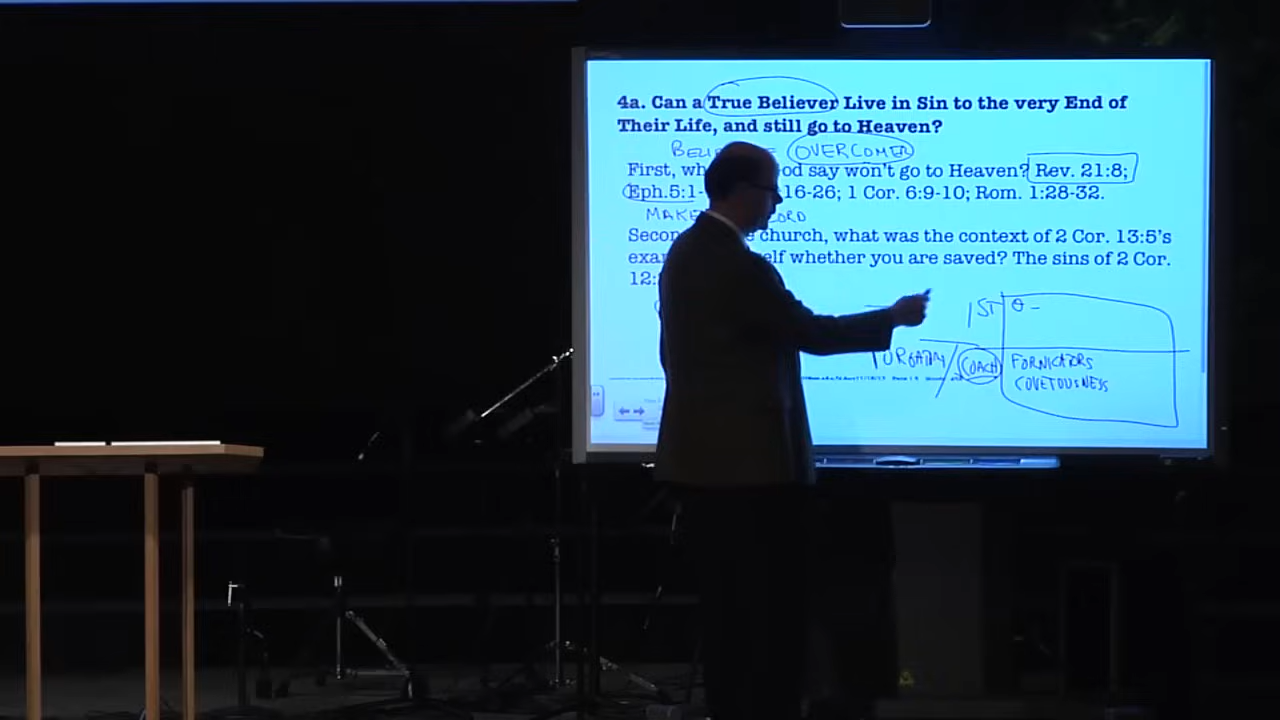 4a. Can a True Believer Live in Sin to the very End of
Their Life, and still go to Heaven?
= OVERCOMER
First, od say won't go to Heaven? Rev. 21:8;
Eph.5:1- 16-26; 1 Cor. 6:9-10; Rom. 1:28-32.
MAKE ORD
Secon church, what was the context of 2 Cor. 13:5's
exa elf whether you are saved? The sins of 2 Cor.
12:
1ST
COACH FORNICATORS
COVETOUSNESS